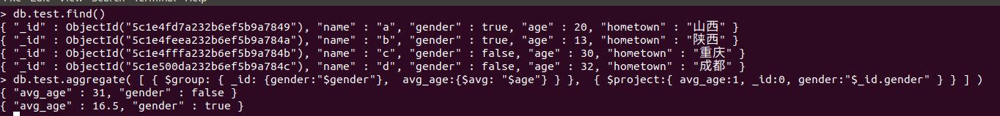 > db.test.find()
{ "_id" : ObjectId("5c1e4fd7a232b6ef5b9a7849"), "name" : "a", "gender" : true, "age" : 20, "hometown" : "山西" }
{ "_id" : ObjectId("5c1e4feea232b6ef5b9a784a"), "name" : "b", "gender" : true, "age" : 13, "hometown" : "陕西" }
{ "_id" : ObjectId("5c1e4fffa232b6ef5b9a784b"), "name" : "c", "gender" : false, "age" : 30, "hometown" : "重庆" }
{ "_id" : ObjectId("5c1e500da232b6ef5b9a784c"), "name" : "d", "gender" : false, "age" : 32, "hometown" : "成都" }
> db.test.aggregate( [ { $group: { _id: {gender:"$gender"},  avg_age:{$avg: "$age"} } },  { $project:{ avg_age:1, _id:0, gender:"$_id.gender" } } ] )
{ "avg_age" : 31, "gender" : false }
{ "avg_age" : 16.5, "gender" : true }